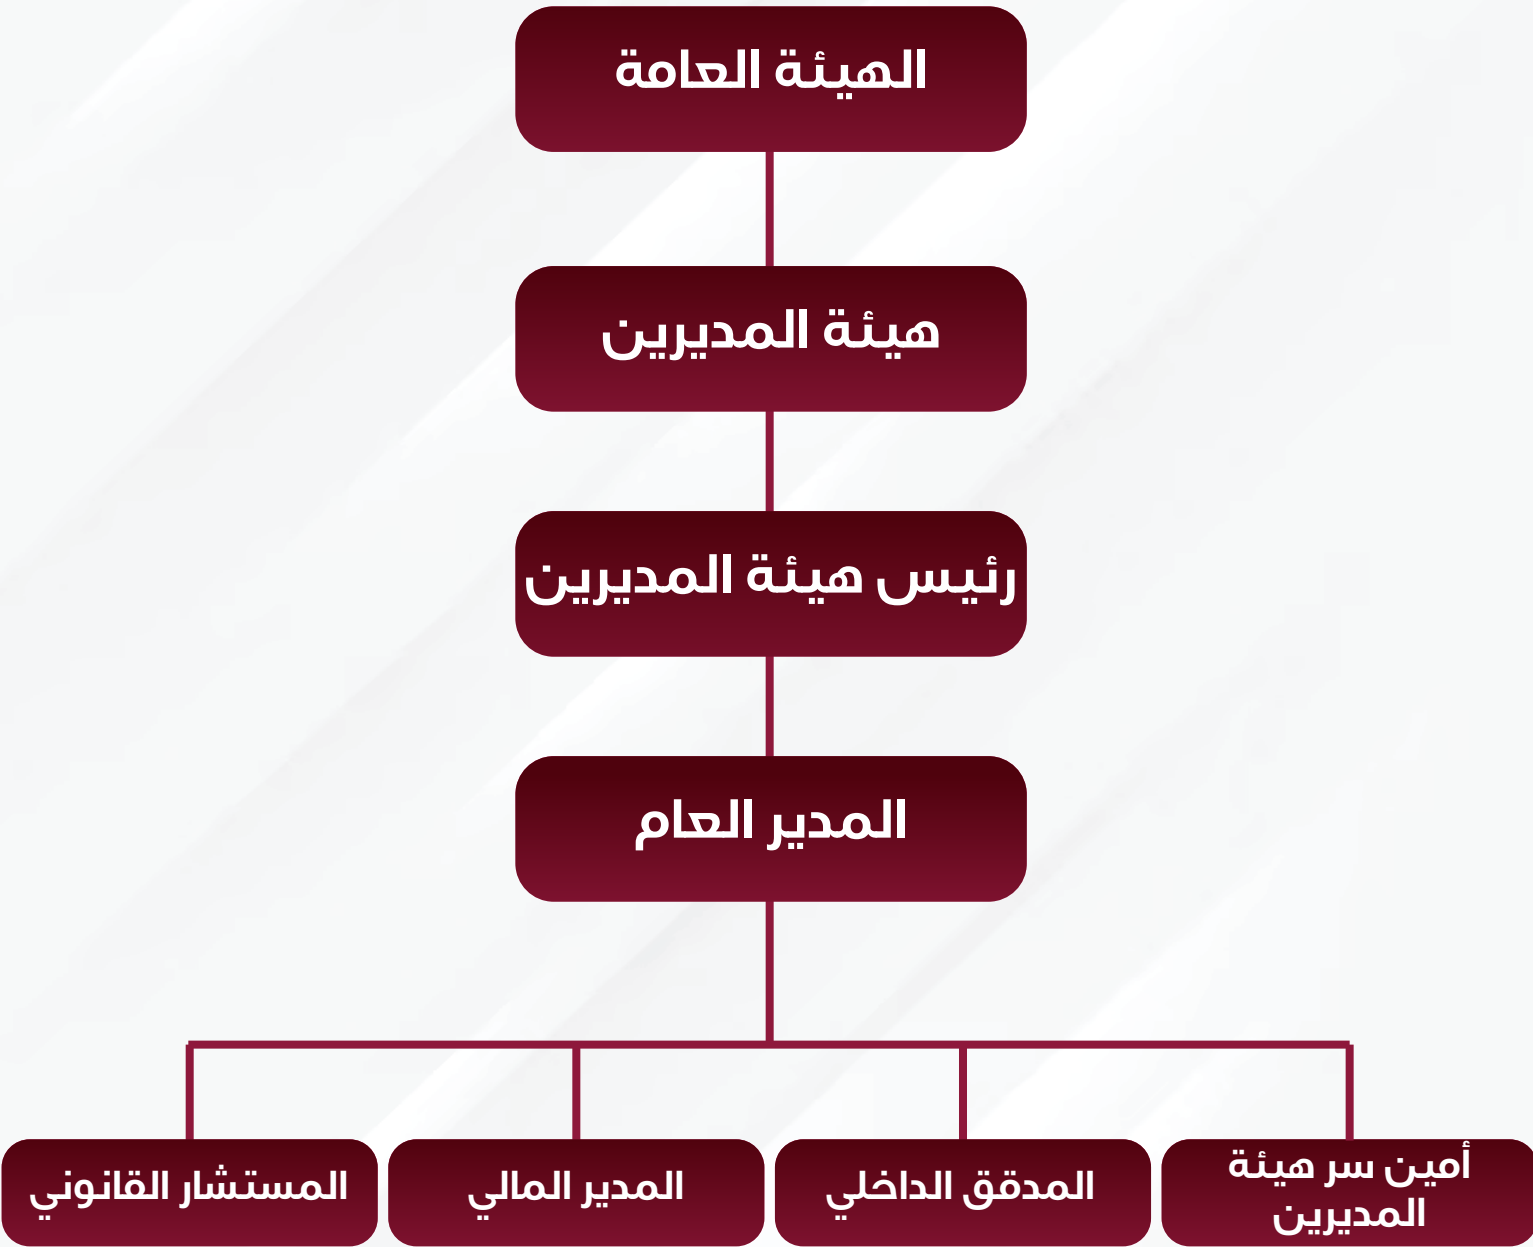 الهيئة العامة
هيئة المديرين
رئيس هيئة المديرين
المدير العام
أمين سر هيئة
المديرين
المدقق الداخلي
المدير المالي
المستشار القانوني